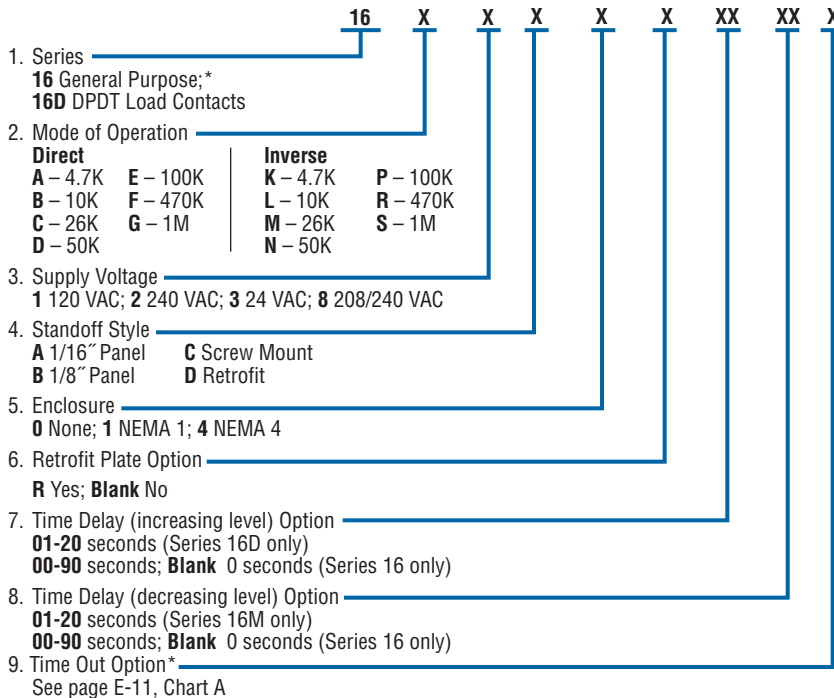 16 X X X X X XX XX X
1. Series
16 General Purpose;*
16D DPDT Load Contacts
2. Mode of Operation
Direct Inverse
A – 4.7K E – 100K K – 4.7K P – 100K
B – 10K F – 470K L – 10K R – 470K
C – 26K G – 1M M – 26K S – 1M
D – 50K N – 50K
3. Supply Voltage
1 120 VAC; 2 240 VAC; 3 24 VAC; 8 208/240 VAC
4. Standoff Style
A 1/16˝ Panel C Screw Mount
B 1/8˝ Panel D Retrofit
5. Enclosure
0 None; 1 NEMA 1; 4 NEMA 4
6. Retrofit Plate Option
R Yes; Blank No
7. Time Delay (increasing level) Option
01-20 seconds (Series 16D only)
00-90 seconds; Blank 0 seconds (Series 16 only)
8. Time Delay (decreasing level) Option
01-20 seconds (Series 16M only)
00-90 seconds; Blank 0 seconds (Series 16 only)
9. Time Out Option*
See page E-11, Chart A